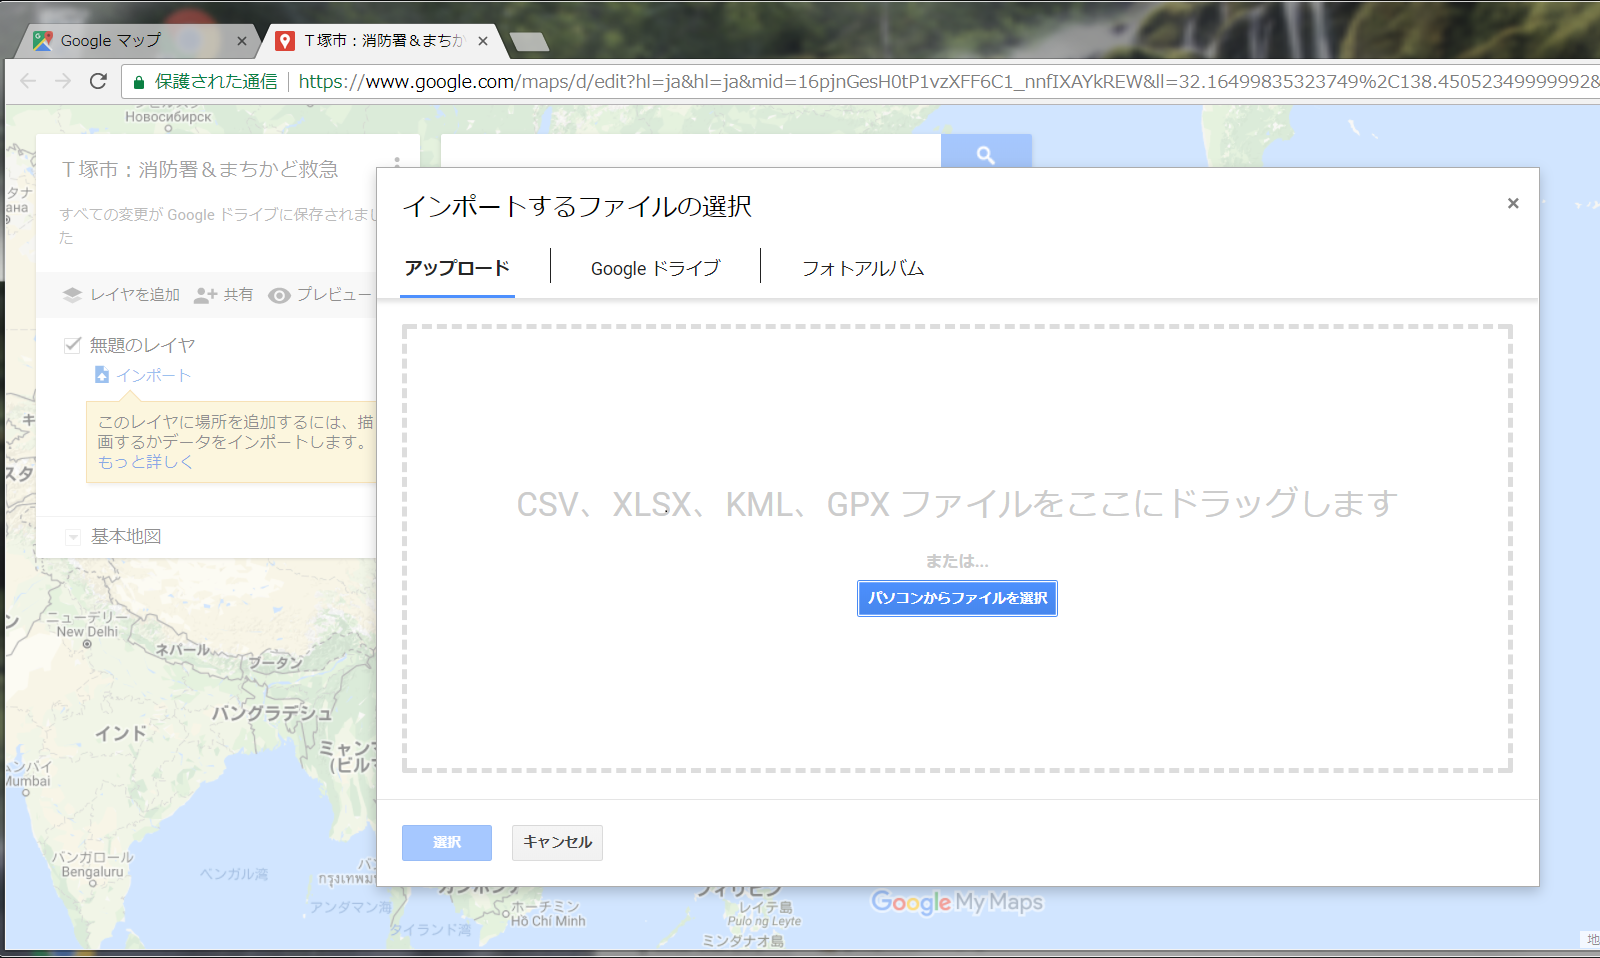 Google マップ
T塚市：消防署＆まちか
保護された通信
https://www.google.com/maps/d/edit?hl=ja&hl=ja&mid=16pjnGesH0tP1vzXFF6C1_nnfIXAYkREW&ll=32.16499835323749%2C138.45052349999992&
Новосибирск
T塚市：消防署＆まちかど救急
すべての変更が Google ドライブに保存されまし
た
レイヤを追加
共有
プレビュー
無題のレイヤ
インポート
このレイヤに場所を追加するには、描
画するかデータをインポートします。
もっと詳しく
基本地図
インポートするファイルの選択
アップロード
Google ドライブ
フォトアルバム
CSV、XLSX、KML、GPX ファイルをここにドラッグします
または...
パソコンからファイルを選択
選択
キャンセル
ニューデリー
New Delhi
ネパール
ブータン
バングラデシュ
インド
ミャンマ
(ビルマ
ムンバイ
Mumbai
バンガロール
Bengaluru
ベンガル湾
バ
กรุงเทพม
アンダマン海
タイランド湾
カンボジア
ホーチミン
Hồ Chí Minh
フィリピン
レイテ島
Pulo ng Leyte
ミンダナオ島
Google My Maps
地